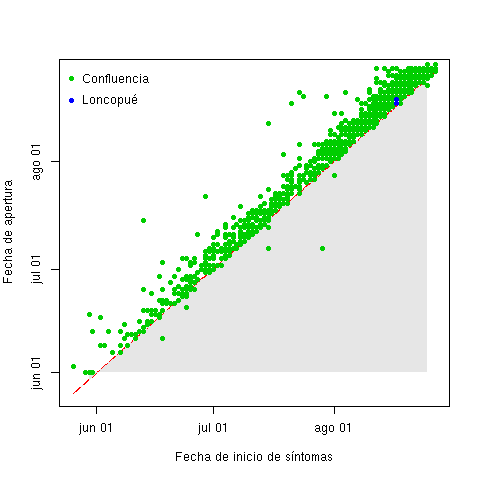 Confluencia
Loncopué
Fecha de apertura
ago 01
jul 01
jun 01
jun 01
jul 01
ago 01
Fecha de inicio de síntomas